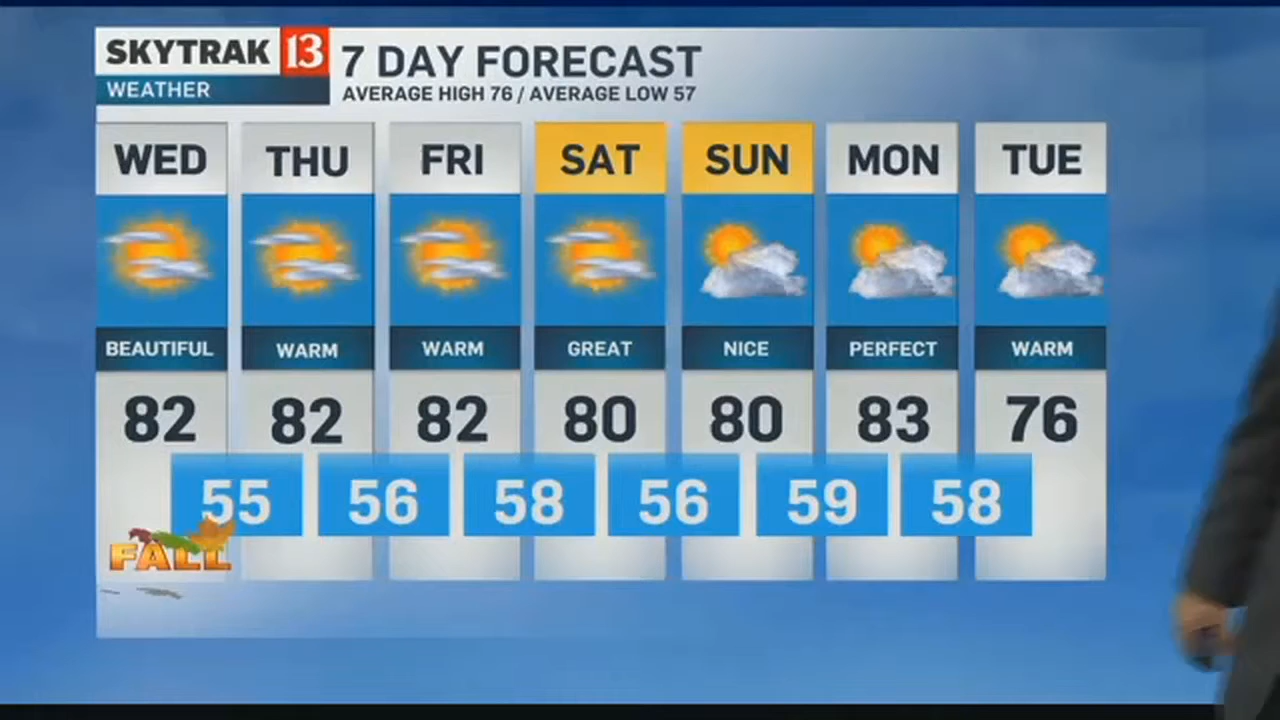 SKYTRAK 13
WEATHER
7 DAY FORECAST
AVERAGE HIGH 76 / AVERAGE LOW 57
WED THU FRI SAT SUN MON TUE
BEAUTIFUL WARM WARM GREAT NICE PERFECT WARM
82 82 82 80 80 83 76
55 56 58 56 59 58
FALL